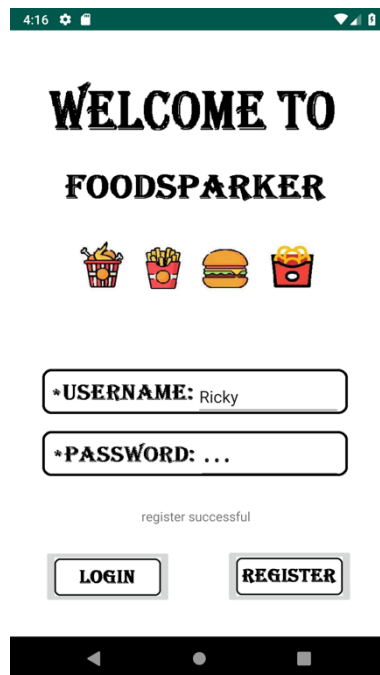 4:16
WELCOME TO
FOODSPARKER
*USERNAME: Ricky
*PASSWORD: ...
register successful
LOGIN REGISTER